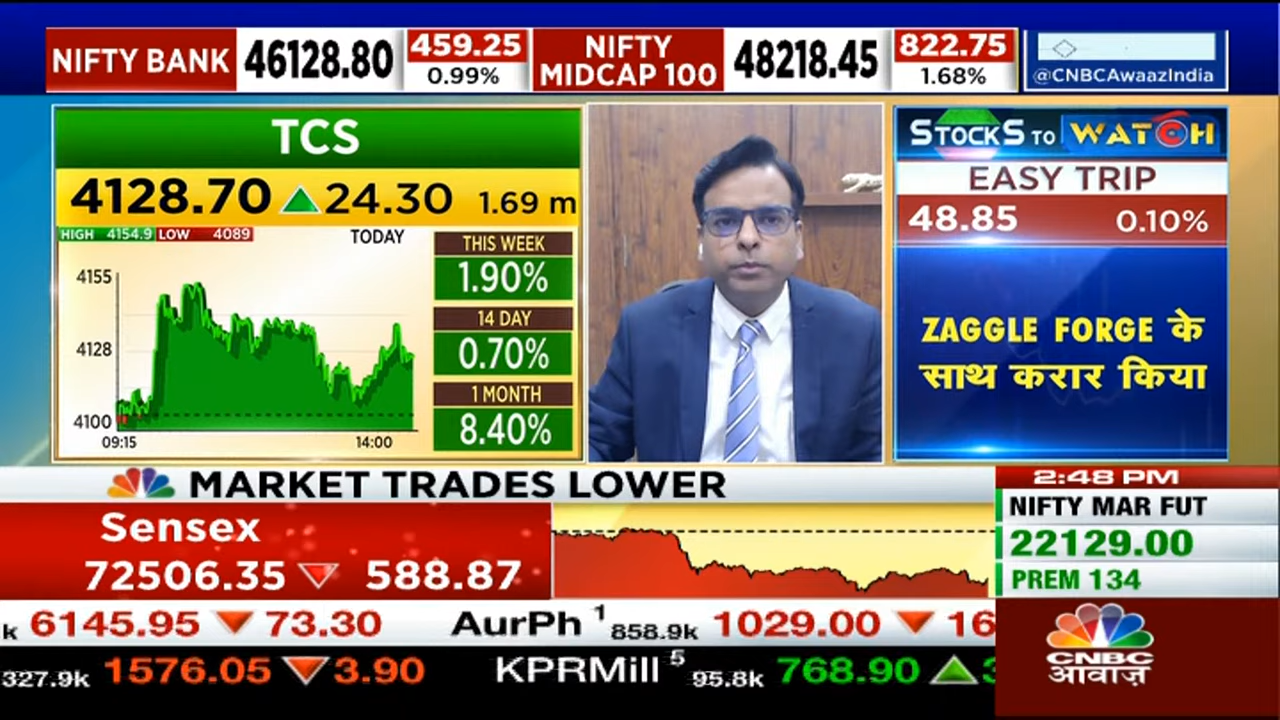 NIFTY BANK
46128.80
459.25
0.99%
NIFTY
MIDCAP 100
48218.45
822.75
1.68%
@CNBCAwaazIndia
TCS
4128.70 24.30 1.69 m
HIGH 4154.9 LOW 4089
TODAY
4155
4128
4100
09:15 14:00
THIS WEEK
1.90%
14 DAY
0.70%
1 MONTH
8.40%
STOCKS TO WATCH
EASY TRIP
48.85 0.10%
ZAGGLE FORGE के
साथ करार किया
MARKET TRADES LOWER
Sensex
72506.35 588.87
2:48 PM
NIFTY MAR FUT
22129.00
PREM 134
k 6145.95 73.30 AurPh 1 858.9k 1029.00 16
327.9k 1576.05 3.90 KPRMill 5 95.8k 768.90 3
CNBC
आवाज़